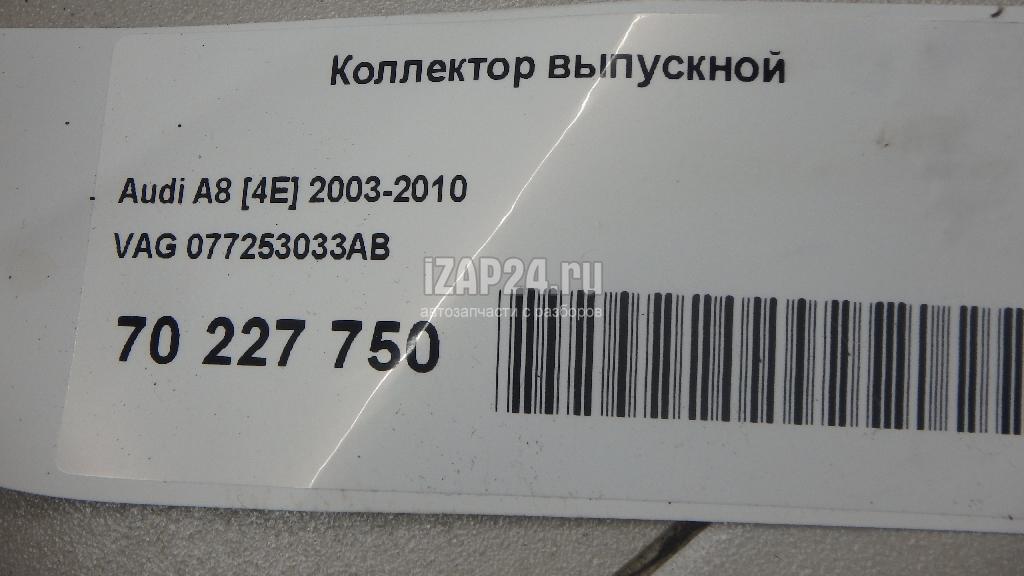 Коллектор выпускной
Audi A8 [4E] 2003-2010
VAG 077253033AB
iZAP24.ru
автозапчасти с разборов
70 227 750